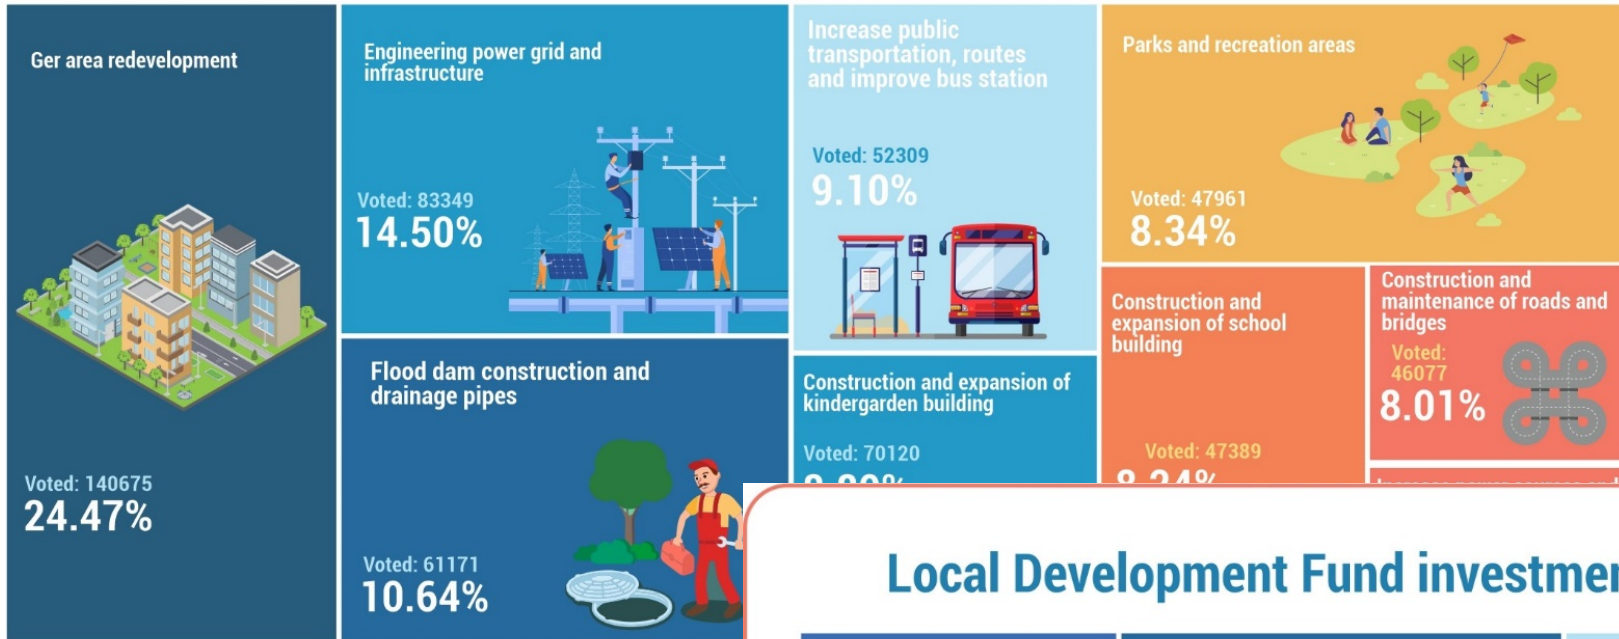 Ger area redevelopment
Voted: 140675
24.47%
Engineering power grid and
infrastructure
Voted: 83349
14.50%
Flood dam construction and
drainage pipes
Voted: 61171
10.64%
Increase public
transportation, routes
and improve bus station
Voted: 52309
9.10%
Construction and expansion of
kindergarden building
Voted: 70120
Parks and recreation areas
Voted: 47961
8.34%
Construction and
expansion of school
building
Voted: 47389
8.24%
Construction and
maintenance of roads and
bridges
Voted:
46077
8.01%
Local Development Fund